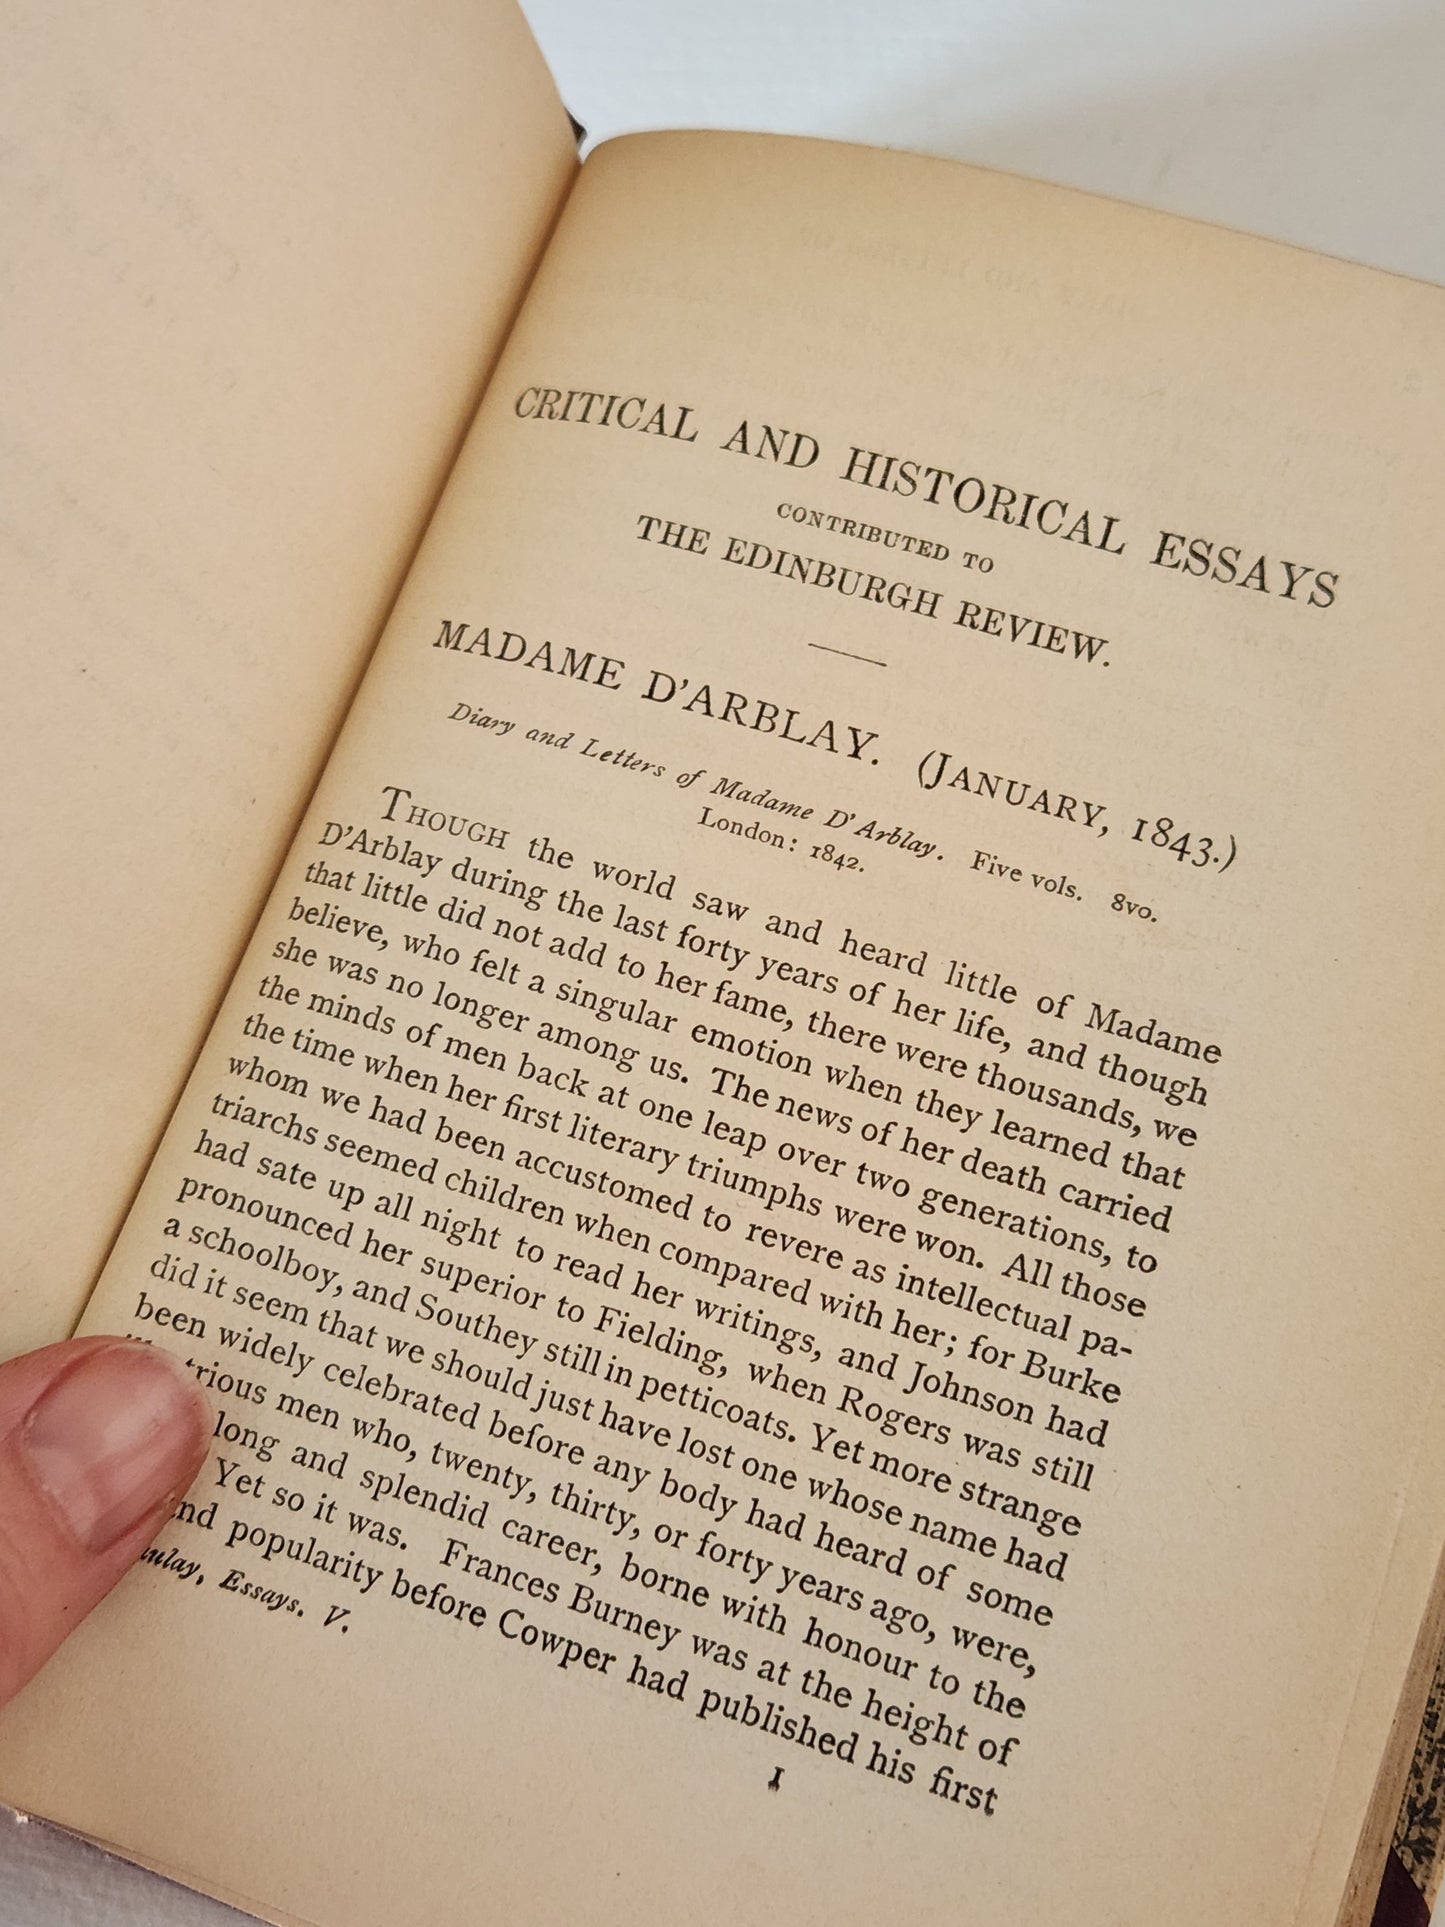 CRITICAL AND HISTORICAL ESSAYS
CONTRIBUTED TO
THE EDINBURGH REVIEW.
MADAME D'ARBLAY. (JANUARY, 1843.)
Diary and Letters of Madame D'Arblay. Five vols. 8vo.
London: 1842.
THOUGH the world saw and heard little of Madame
D'Arblay during the last forty years of her life, and though
that little did not add to her fame, there were thousands, we
believe, who felt a singular emotion when they learned that
she was no longer among us. The news of her death carried
the minds of men back at one leap over two generations, to
the time when her first literary triumphs were won. All those
whom we had been accustomed to revere as intellectual pa-
triarchs seemed children when compared with her; for Burke
had sate up all night to read her writings, and Johnson had
pronounced her superior to Fielding, when Rogers was still
a schoolboy, and Southey still in petticoats. Yet more strange
did it seem that we should just have lost one whose name had
been widely celebrated before any body had heard of some
trious men who, twenty, thirty, or forty years ago, were,
long and splendid career, borne with honour to the
Yet so it was. Frances Burney was at the height of
nd popularity before Cowper had published his first
ulay, Essays. V.
1